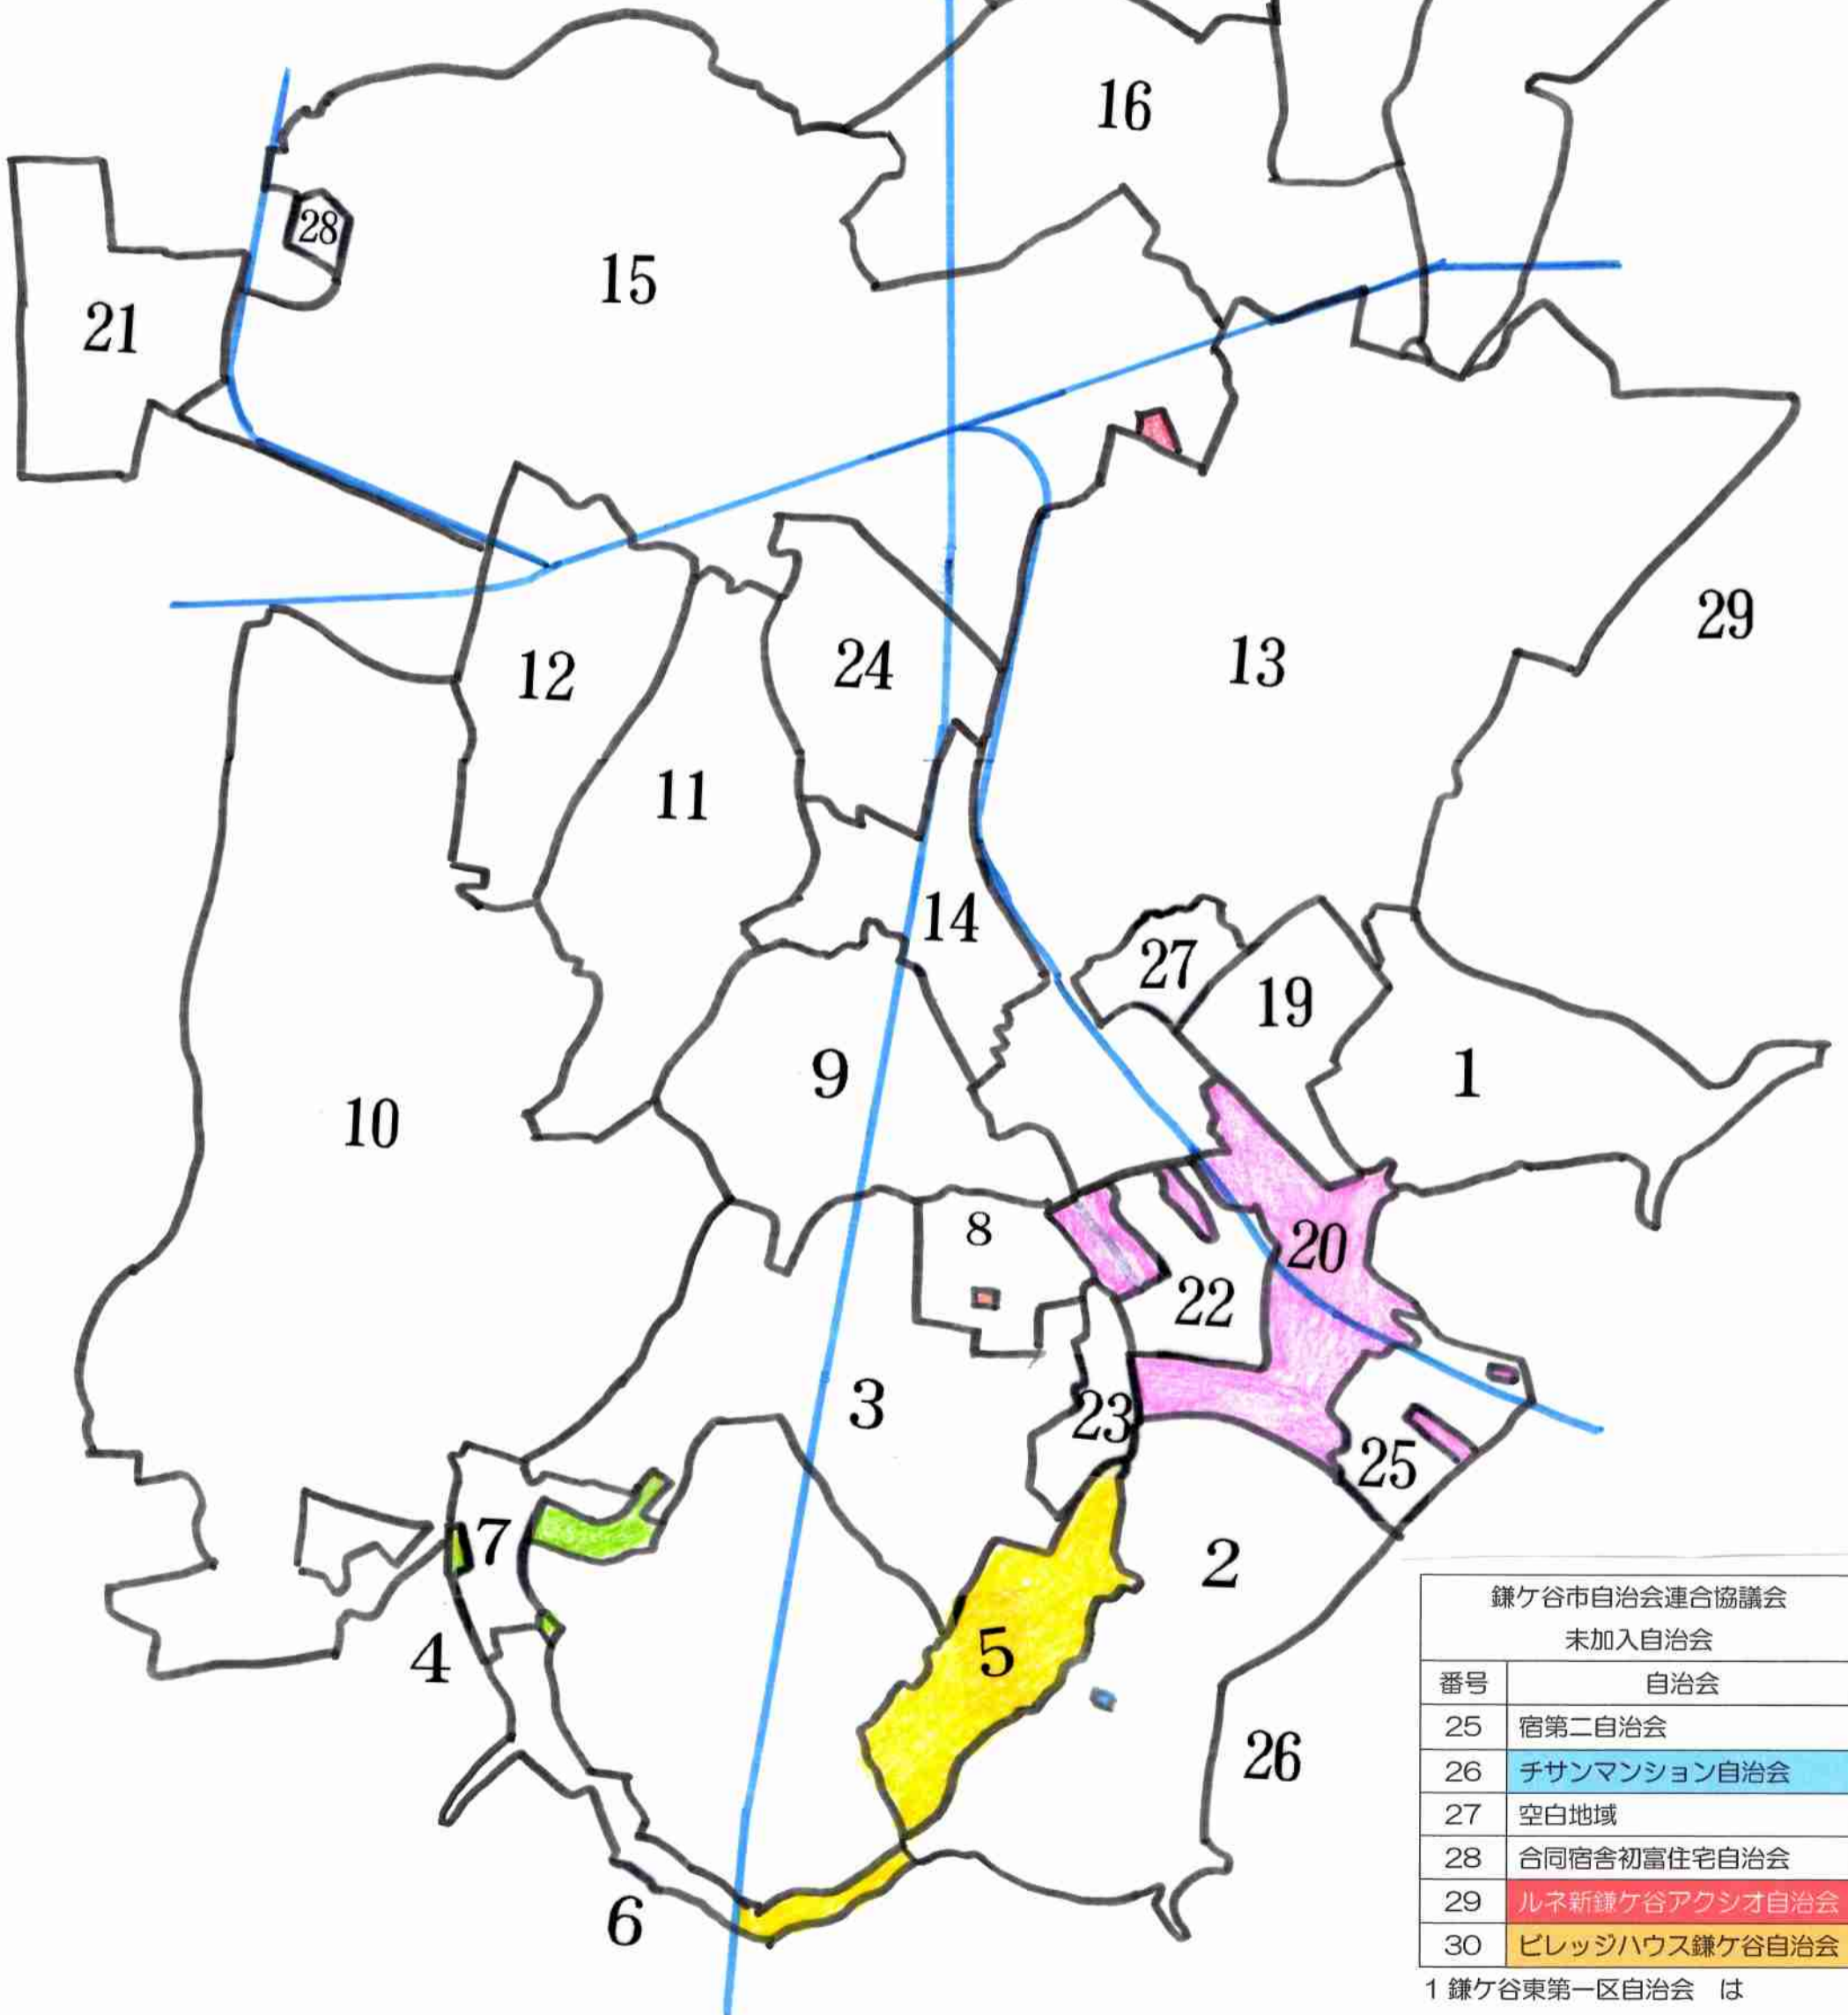 16
28
15
21
29
13
12
24
11
14
27
19
1
9
10
8
20
22
3
23
25
7
2
5
4
26
6
鎌ケ谷市自治会連合協議会
未加入自治会
番号 自治会
25 宿第二自治会
26 チサンマンション自治会
27 空白地域
28 合同宿舎初富住宅自治会
29 ルネ新鎌ケ谷アクシオ自治会
30 ビレッジハウス鎌ケ谷自治会
1 鎌ケ谷東第一区自治会 は